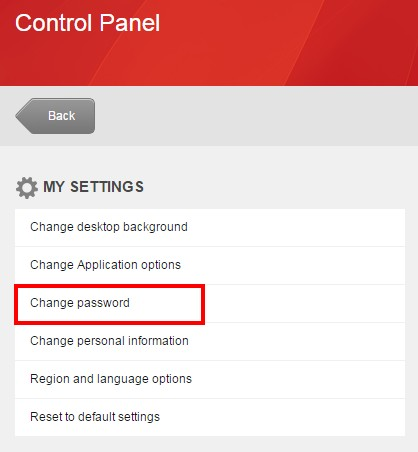 Control Panel
Back
MY SETTINGS
Change desktop background
Change Application options
Change password
Change personal information
Region and language options
Reset to default settings